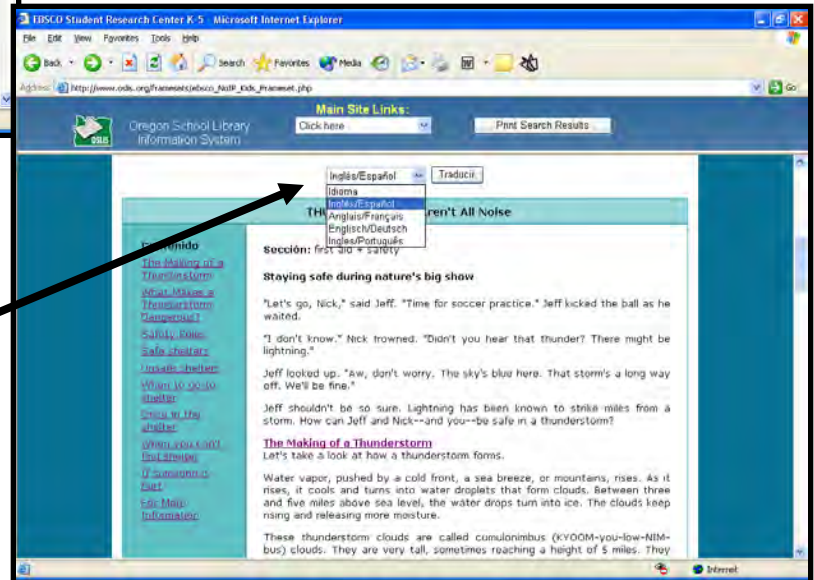 EBSCO Student Research Center K-5 - Microsoft Internet Explorer
File Edit View Favorites Tools Help
Back Search Favorites Media
Address http://www.oslis.org/framesets/ebsco_NoIP_Kids_Frameset.php Go
Main Site Links:
OSLIS Oregon School Library Click here Print Search Results
Information System
Inglés/Español Traducir
Idioma
Inglés/Español
Anglais/Français
Englisch/Deutsch
Ingles/Português
aren't All Noise
The Making of a
Thunderstorm
What Makes a
Thunderstorm
Dangerous?
Safety Rules
Safe shelters
Unsafe shelters
When to go to
shelter
Once in the
shelter
When you can't
find shelter
If someone is
hurt
For More
Information
Sección: first aid + safety
Staying safe during nature's big show
"Let's go, Nick," said Jeff. "Time for soccer practice." Jeff kicked the ball as he
waited.
"I don't know." Nick frowned. "Didn't you hear that thunder? There might be
lightning."
Jeff looked up. "Aw, don't worry. The sky's blue here. That storm's a long way
off. We'll be fine."
Jeff shouldn't be so sure. Lightning has been known to strike miles from a
storm. How can Jeff and Nick--and you--be safe in a thunderstorm?
The Making of a Thunderstorm
Let's take a look at how a thunderstorm forms.
Water vapor, pushed by a cold front, a sea breeze, or mountains, rises. As it
rises, it cools and turns into water droplets that form clouds. Between three
and five miles above sea level, the water drops turn into ice. The clouds keep
rising and releasing more moisture.
These thunderstorm clouds are called cumulonimbus (KYOOM-you-low-NIM-
bus) clouds. They are very tall, sometimes reaching a height of 5 miles. They
Internet